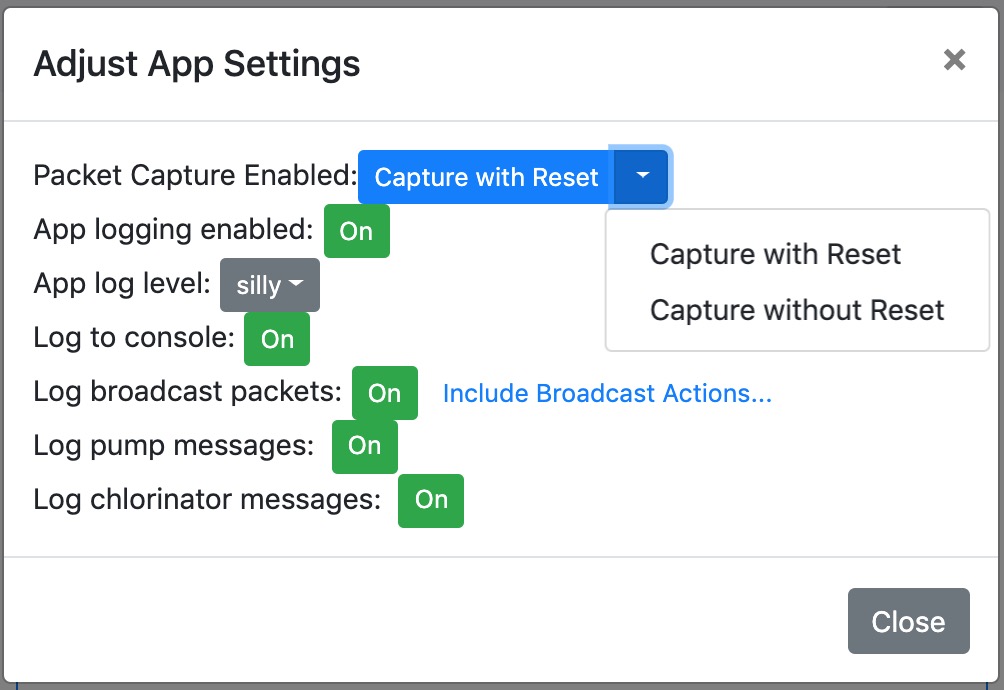 Adjust App Settings ×
Packet Capture Enabled: Capture with Reset
App logging enabled: On
Capture with Reset
App log level: silly
Capture without Reset
Log to console: On
Log broadcast packets: On Include Broadcast Actions...
Log pump messages: On
Log chlorinator messages: On
Close